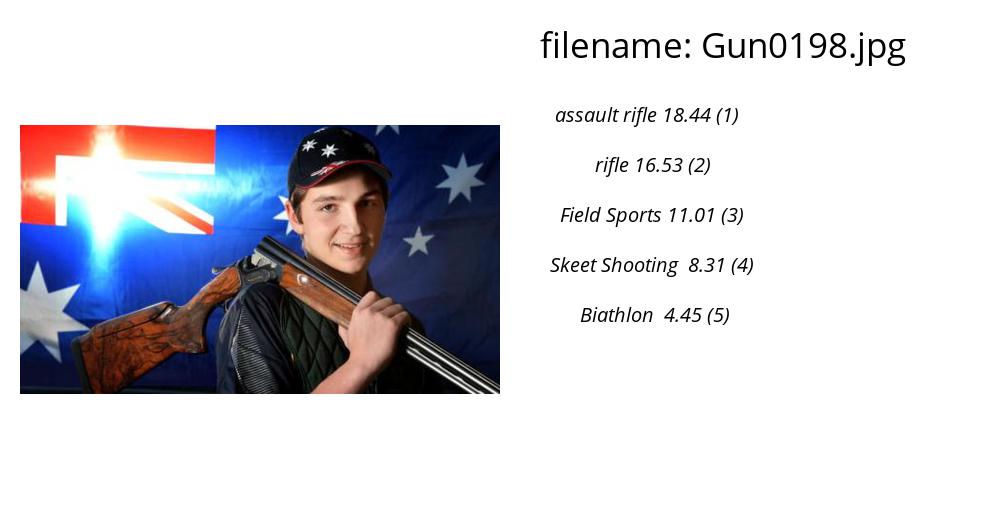 filename: Gun0198.jpg
assault rifle 18.44 (1)
rifle 16.53 (2)
Field Sports 11.01 (3)
Skeet Shooting  8.31 (4)
Biathlon  4.45 (5)